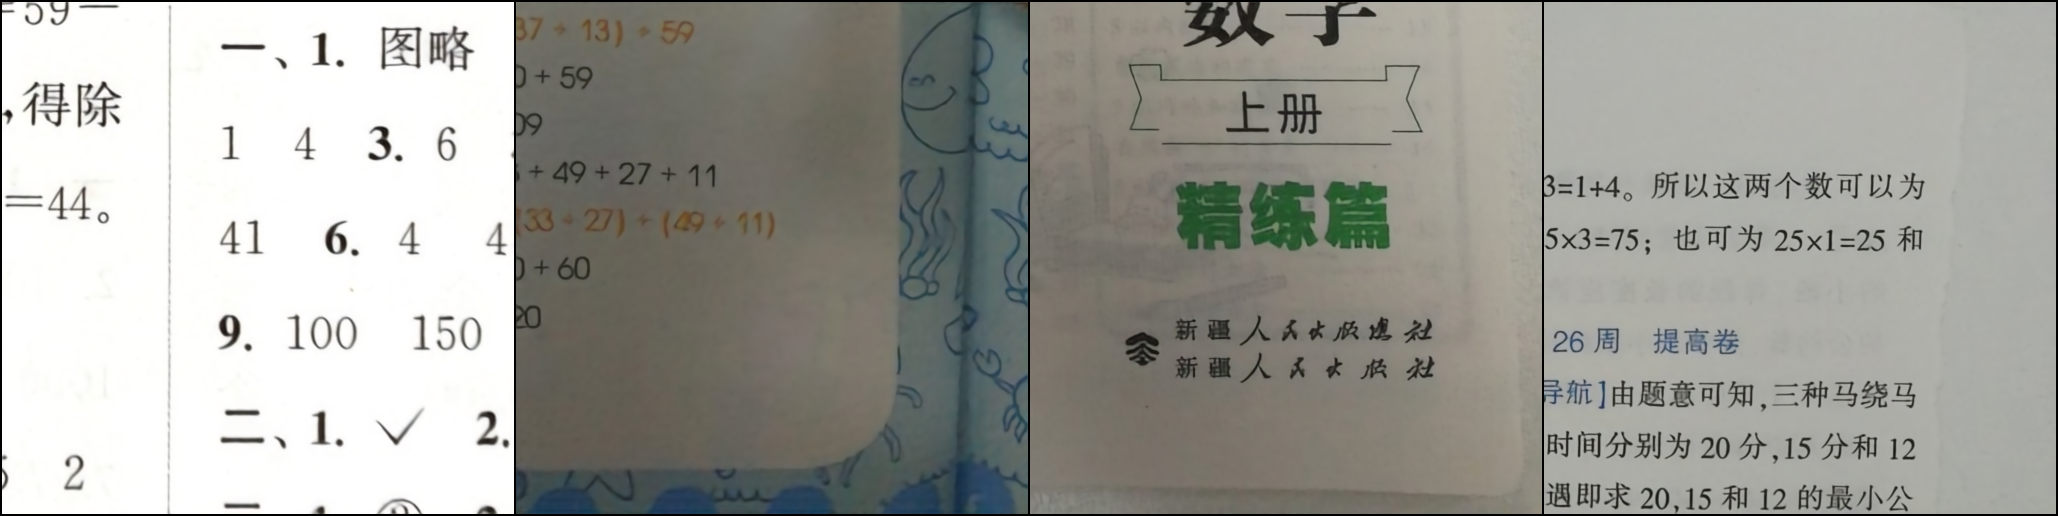 =59—
,得除
=44。
2
一、1. 图略
1 4 3. 6
41 6. 4 4
9. 100 150
二、1. ✓ 2.
37 + 13) + 59
0 + 59
09
+ 49 + 27 + 11
(33 + 27) + (49 + 11)
0 + 60
20
数学
上册
精练篇
新疆人民出版总社
新疆人民出版社
3=1+4。所以这两个数可以为
5×3=75；也可为 25×1=25 和
26 周 提高卷
导航]由题意可知,三种马绕马
时间分别为 20 分,15 分和 12
遇即求 20,15 和 12 的最小公